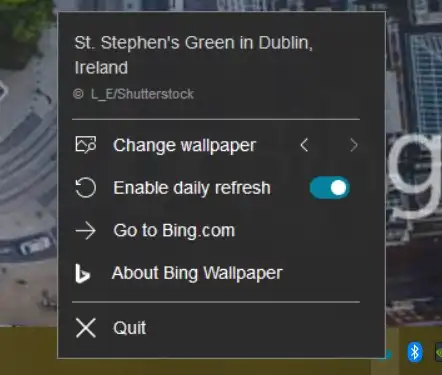 St. Stephen's Green in Dublin,
Ireland
© L_E/Shutterstock
Change wallpaper
Enable daily refresh
Go to Bing.com
About Bing Wallpaper
Quit